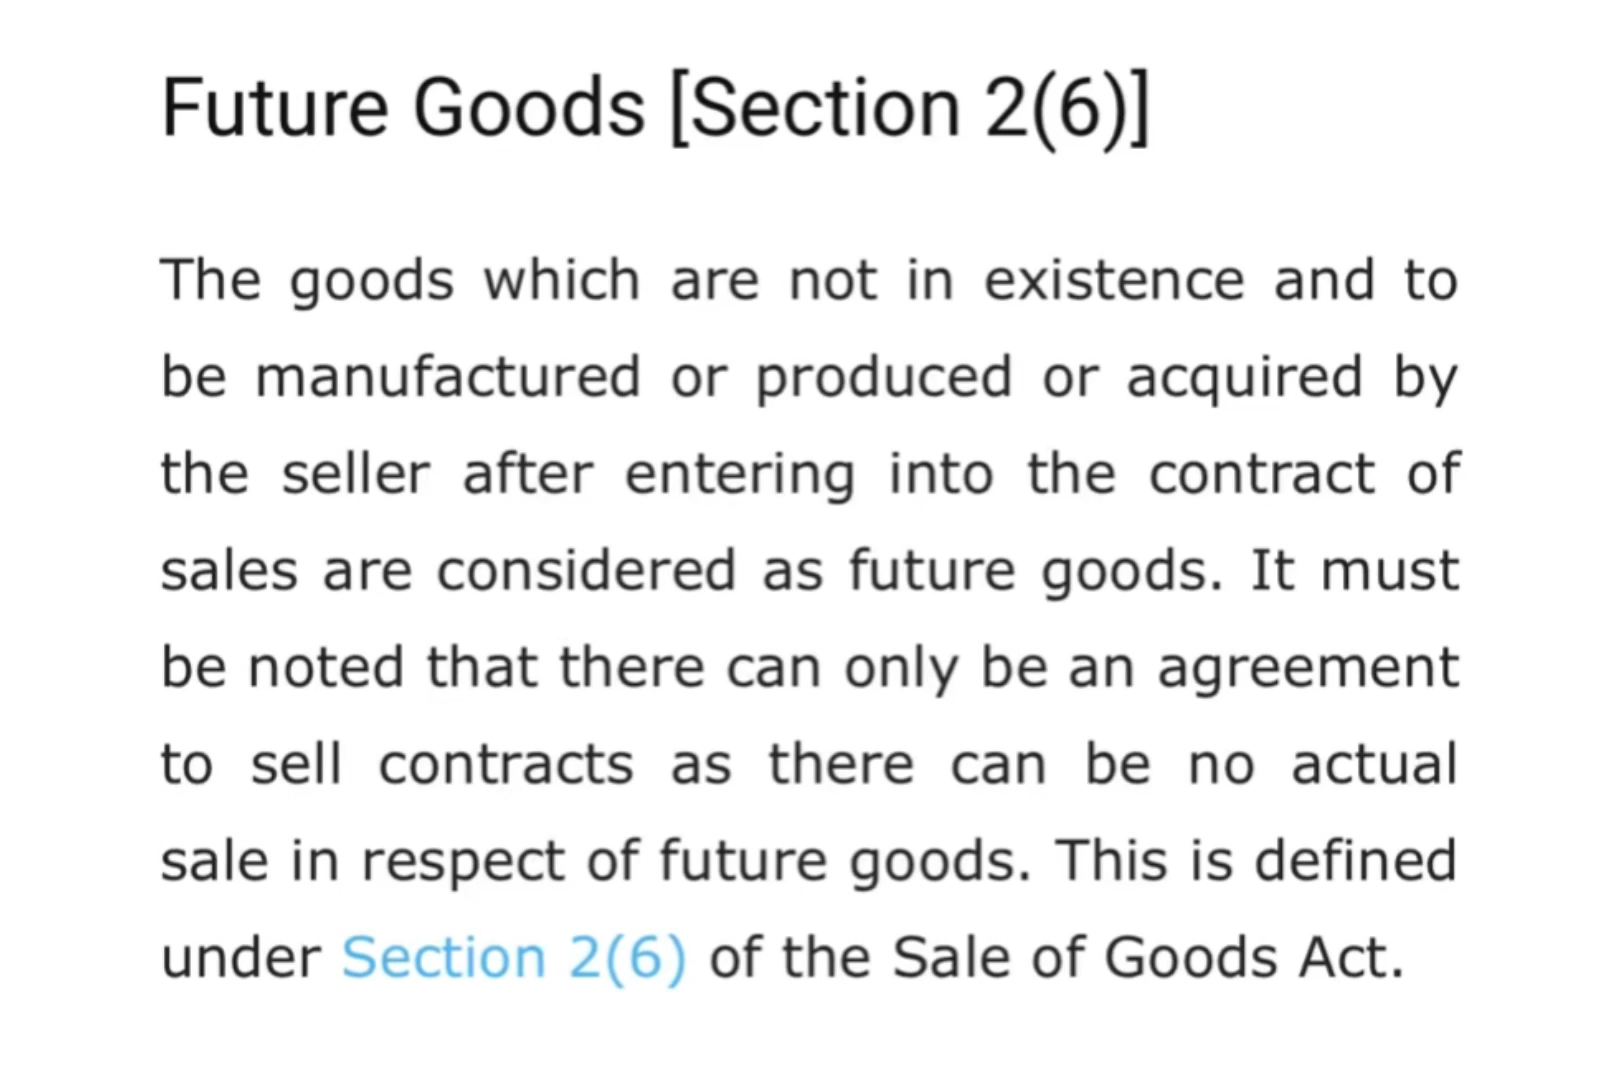 Future Goods [Section 2(6)]
The goods which are not in existence and to
be manufactured or produced or acquired by
the seller after entering into the contract of
sales are considered as future goods. It must
be noted that there can only be an agreement
to sell contracts as there can be no actual
sale in respect of future goods. This is defined
under Section 2(6) of the Sale of Goods Act.